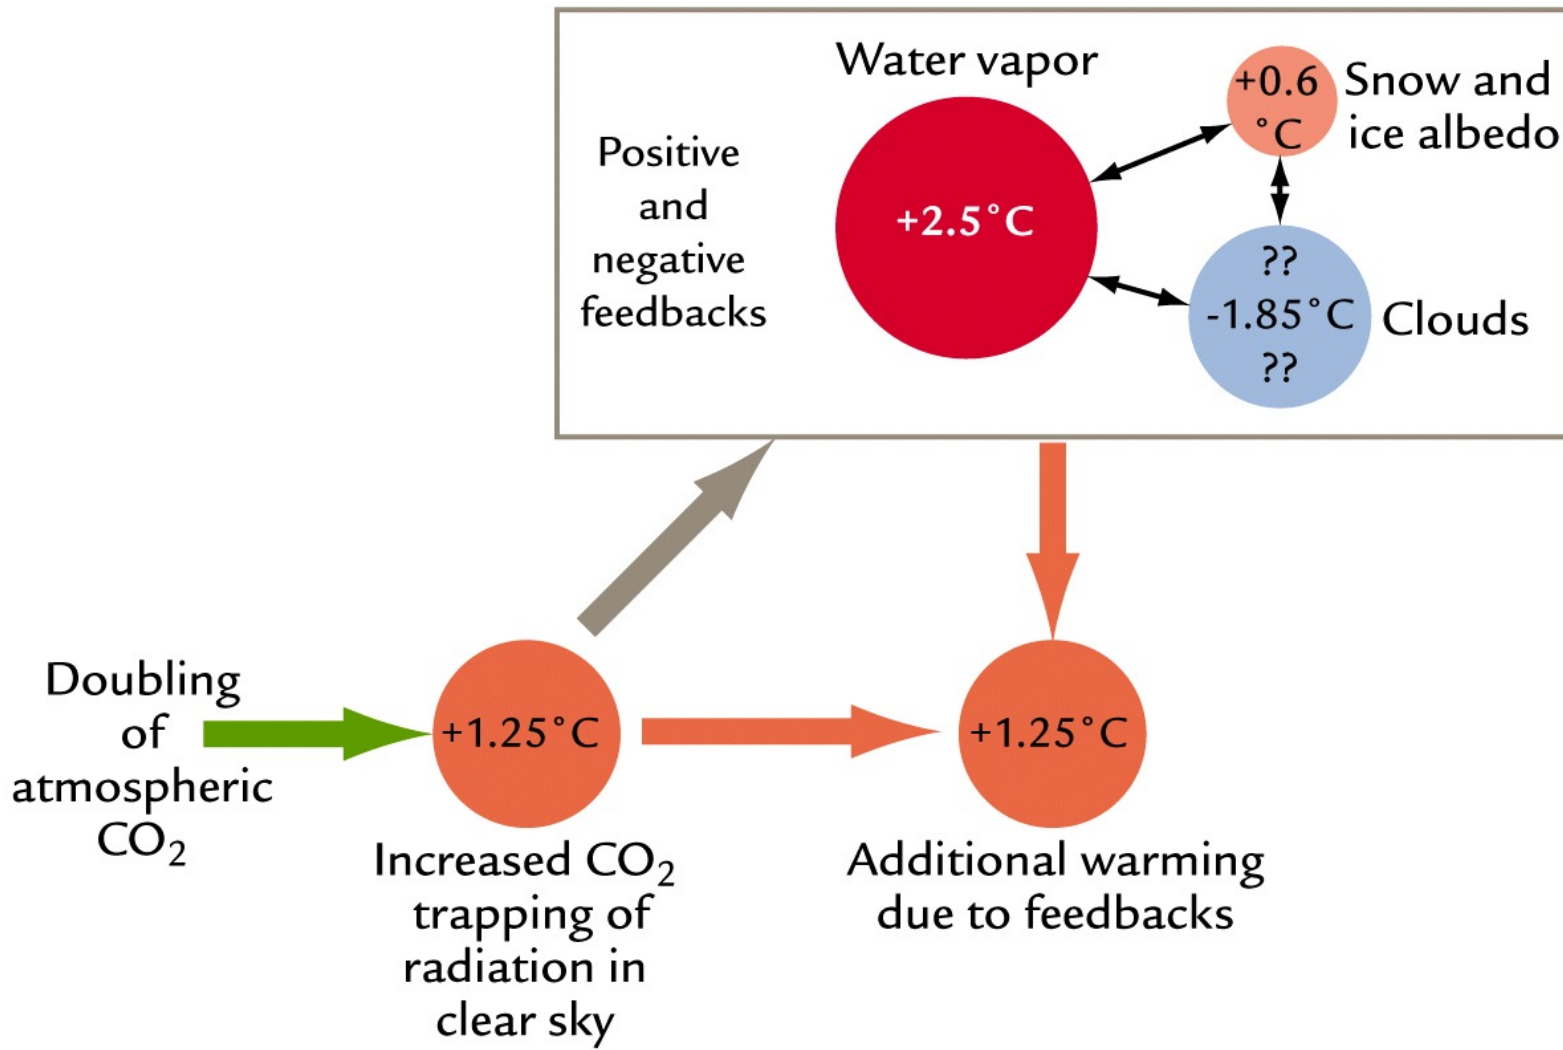 Water vapor
+0.6
°C
Snow and
ice albedo
Positive
and
negative
feedbacks
+2.5°C
??
-1.85°C
??
Clouds
Doubling
of
atmospheric
CO₂
+1.25°C
Increased CO₂
trapping of
radiation in
clear sky
+1.25°C
Additional warming
due to feedbacks